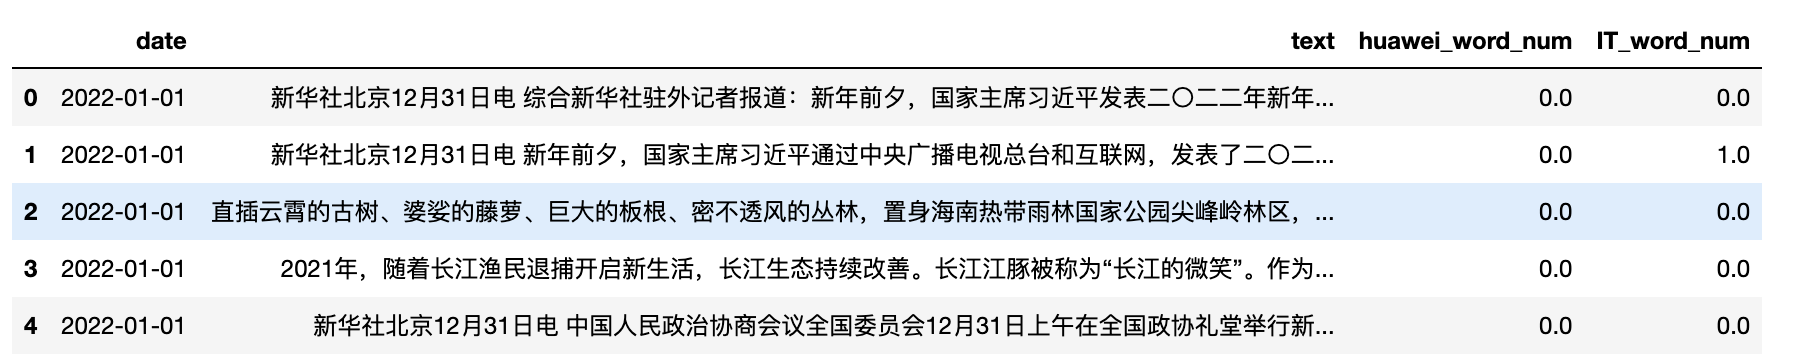 date text huawei_word_num IT_word_num
0 2022-01-01 新华社北京12月31日电 综合新华社驻外记者报道：新年前夕，国家主席习近平发表二〇二二年新年... 0.0 0.0
1 2022-01-01 新华社北京12月31日电 新年前夕，国家主席习近平通过中央广播电视总台和互联网，发表了二〇二... 0.0 1.0
2 2022-01-01 直插云霄的古树、婆娑的藤萝、巨大的板根、密不透风的丛林，置身海南热带雨林国家公园尖峰岭林区，... 0.0 0.0
3 2022-01-01 2021年，随着长江渔民退捕开启新生活，长江生态持续改善。长江江豚被称为“长江的微笑”。作为... 0.0 0.0
4 2022-01-01 新华社北京12月31日电 中国人民政治协商会议全国委员会12月31日上午在全国政协礼堂举行新... 0.0 0.0